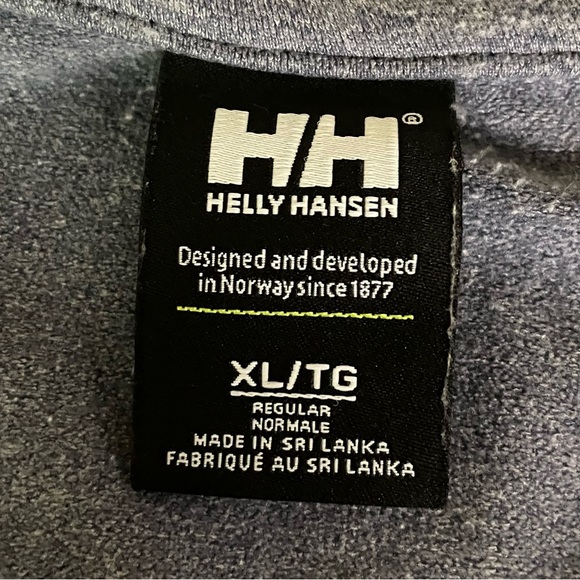 HH®
HELLY HANSEN
Designed and developed
in Norway since 1877
XL/TG
REGULAR
NORMALE
MADE IN SRI LANKA
FABRIQUÉ AU SRI LANKA